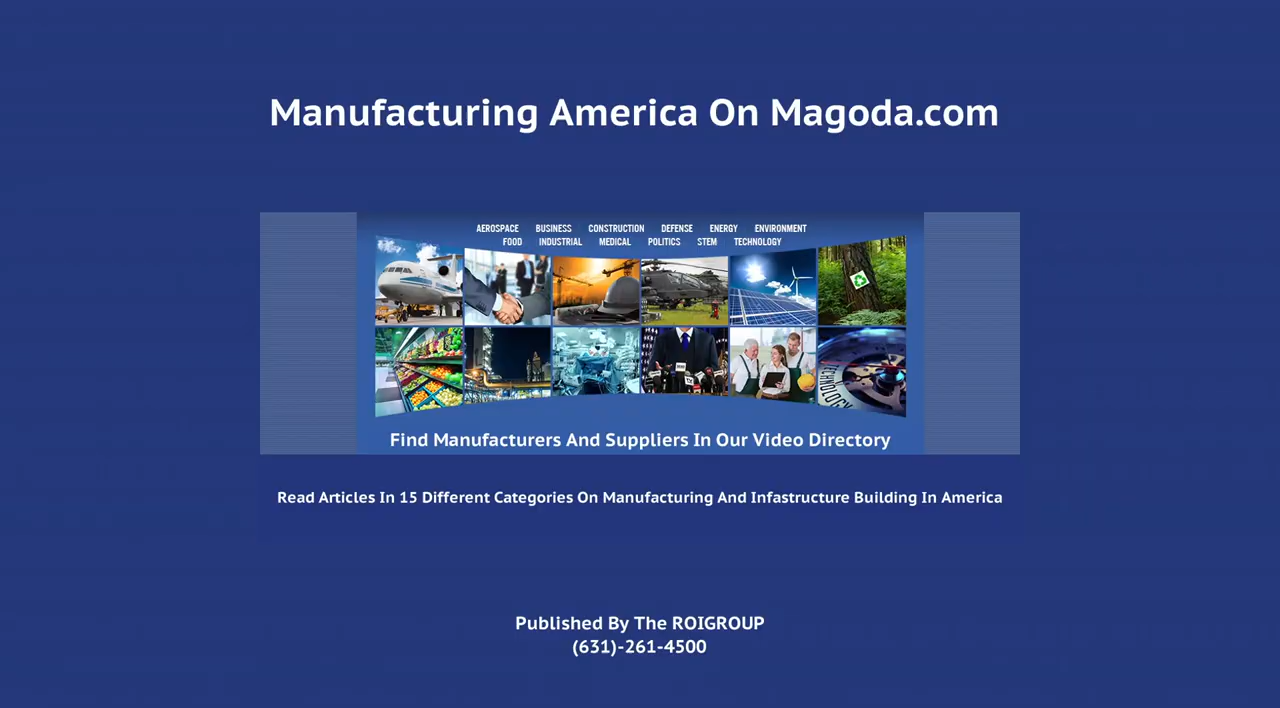 Manufacturing America On Magoda.com
AEROSPACE BUSINESS CONSTRUCTION DEFENSE ENERGY ENVIRONMENT
FOOD INDUSTRIAL MEDICAL POLITICS STEM TECHNOLOGY
TECHNOLOGY
Find Manufacturers And Suppliers In Our Video Directory
Read Articles In 15 Different Categories On Manufacturing And Infastructure Building In America
Published By The ROIGROUP
(631)-261-4500